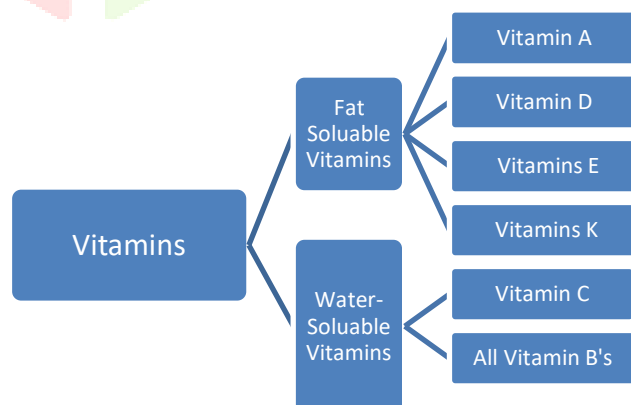 Vitamins
Fat
Soluable
Vitamins
Vitamin A
Vitamin D
Vitamins E
Vitamins K
Water-
Soluable
Vitamins
Vitamin C
All Vitamin B's